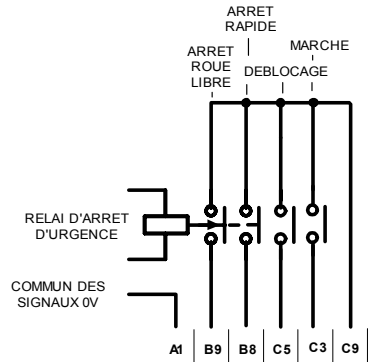 ARRET
RAPIDE
ARRET
ROUE
LIBRE
MARCHE
DEBLOCAGE
RELAI D'ARRET
D'URGENCE
COMMUN DES
SIGNAUX 0V
A1 B9 B8 C5 C3 C9